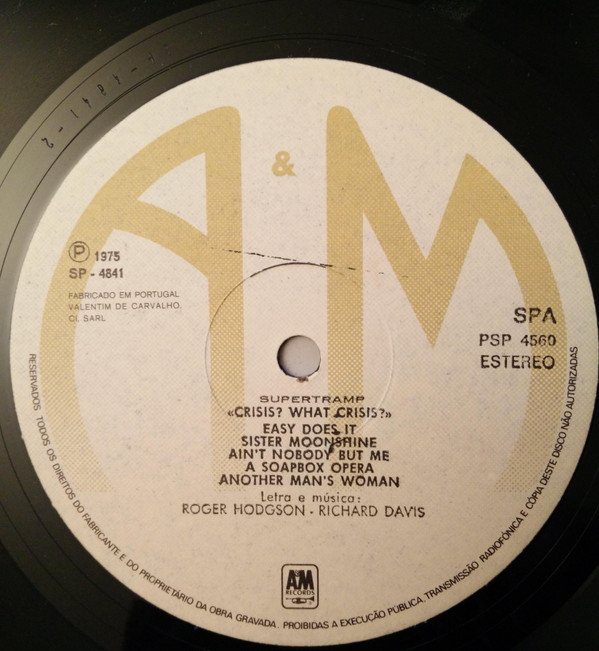 A & M
SP-4841-2
℗ 1975
SP - 4841
FABRICADO EM PORTUGAL
VALENTIM DE CARVALHO.
CI. SARL
SPA
PSP 4560
ESTEREO
SUPERTRAMP
«CRISIS? WHAT CRISIS?»
EASY DOES IT
SISTER MOONSHINE
AIN'T NOBODY BUT ME
A SOAPBOX OPERA
ANOTHER MAN'S WOMAN
Letra e música:
ROGER HODGSON - RICHARD DAVIS
RESERVADOS TODOS OS DIREITOS DO FABRICANTE E DO PROPRIETÁRIO DA OBRA GRAVADA. PROIBIDAS A EXECUÇÃO PÚBLICA, TRANSMISSÃO RADIOFÓNICA E CÓPIA DESTE DISCO NÃO AUTORIZADAS
A&M
RECORDS